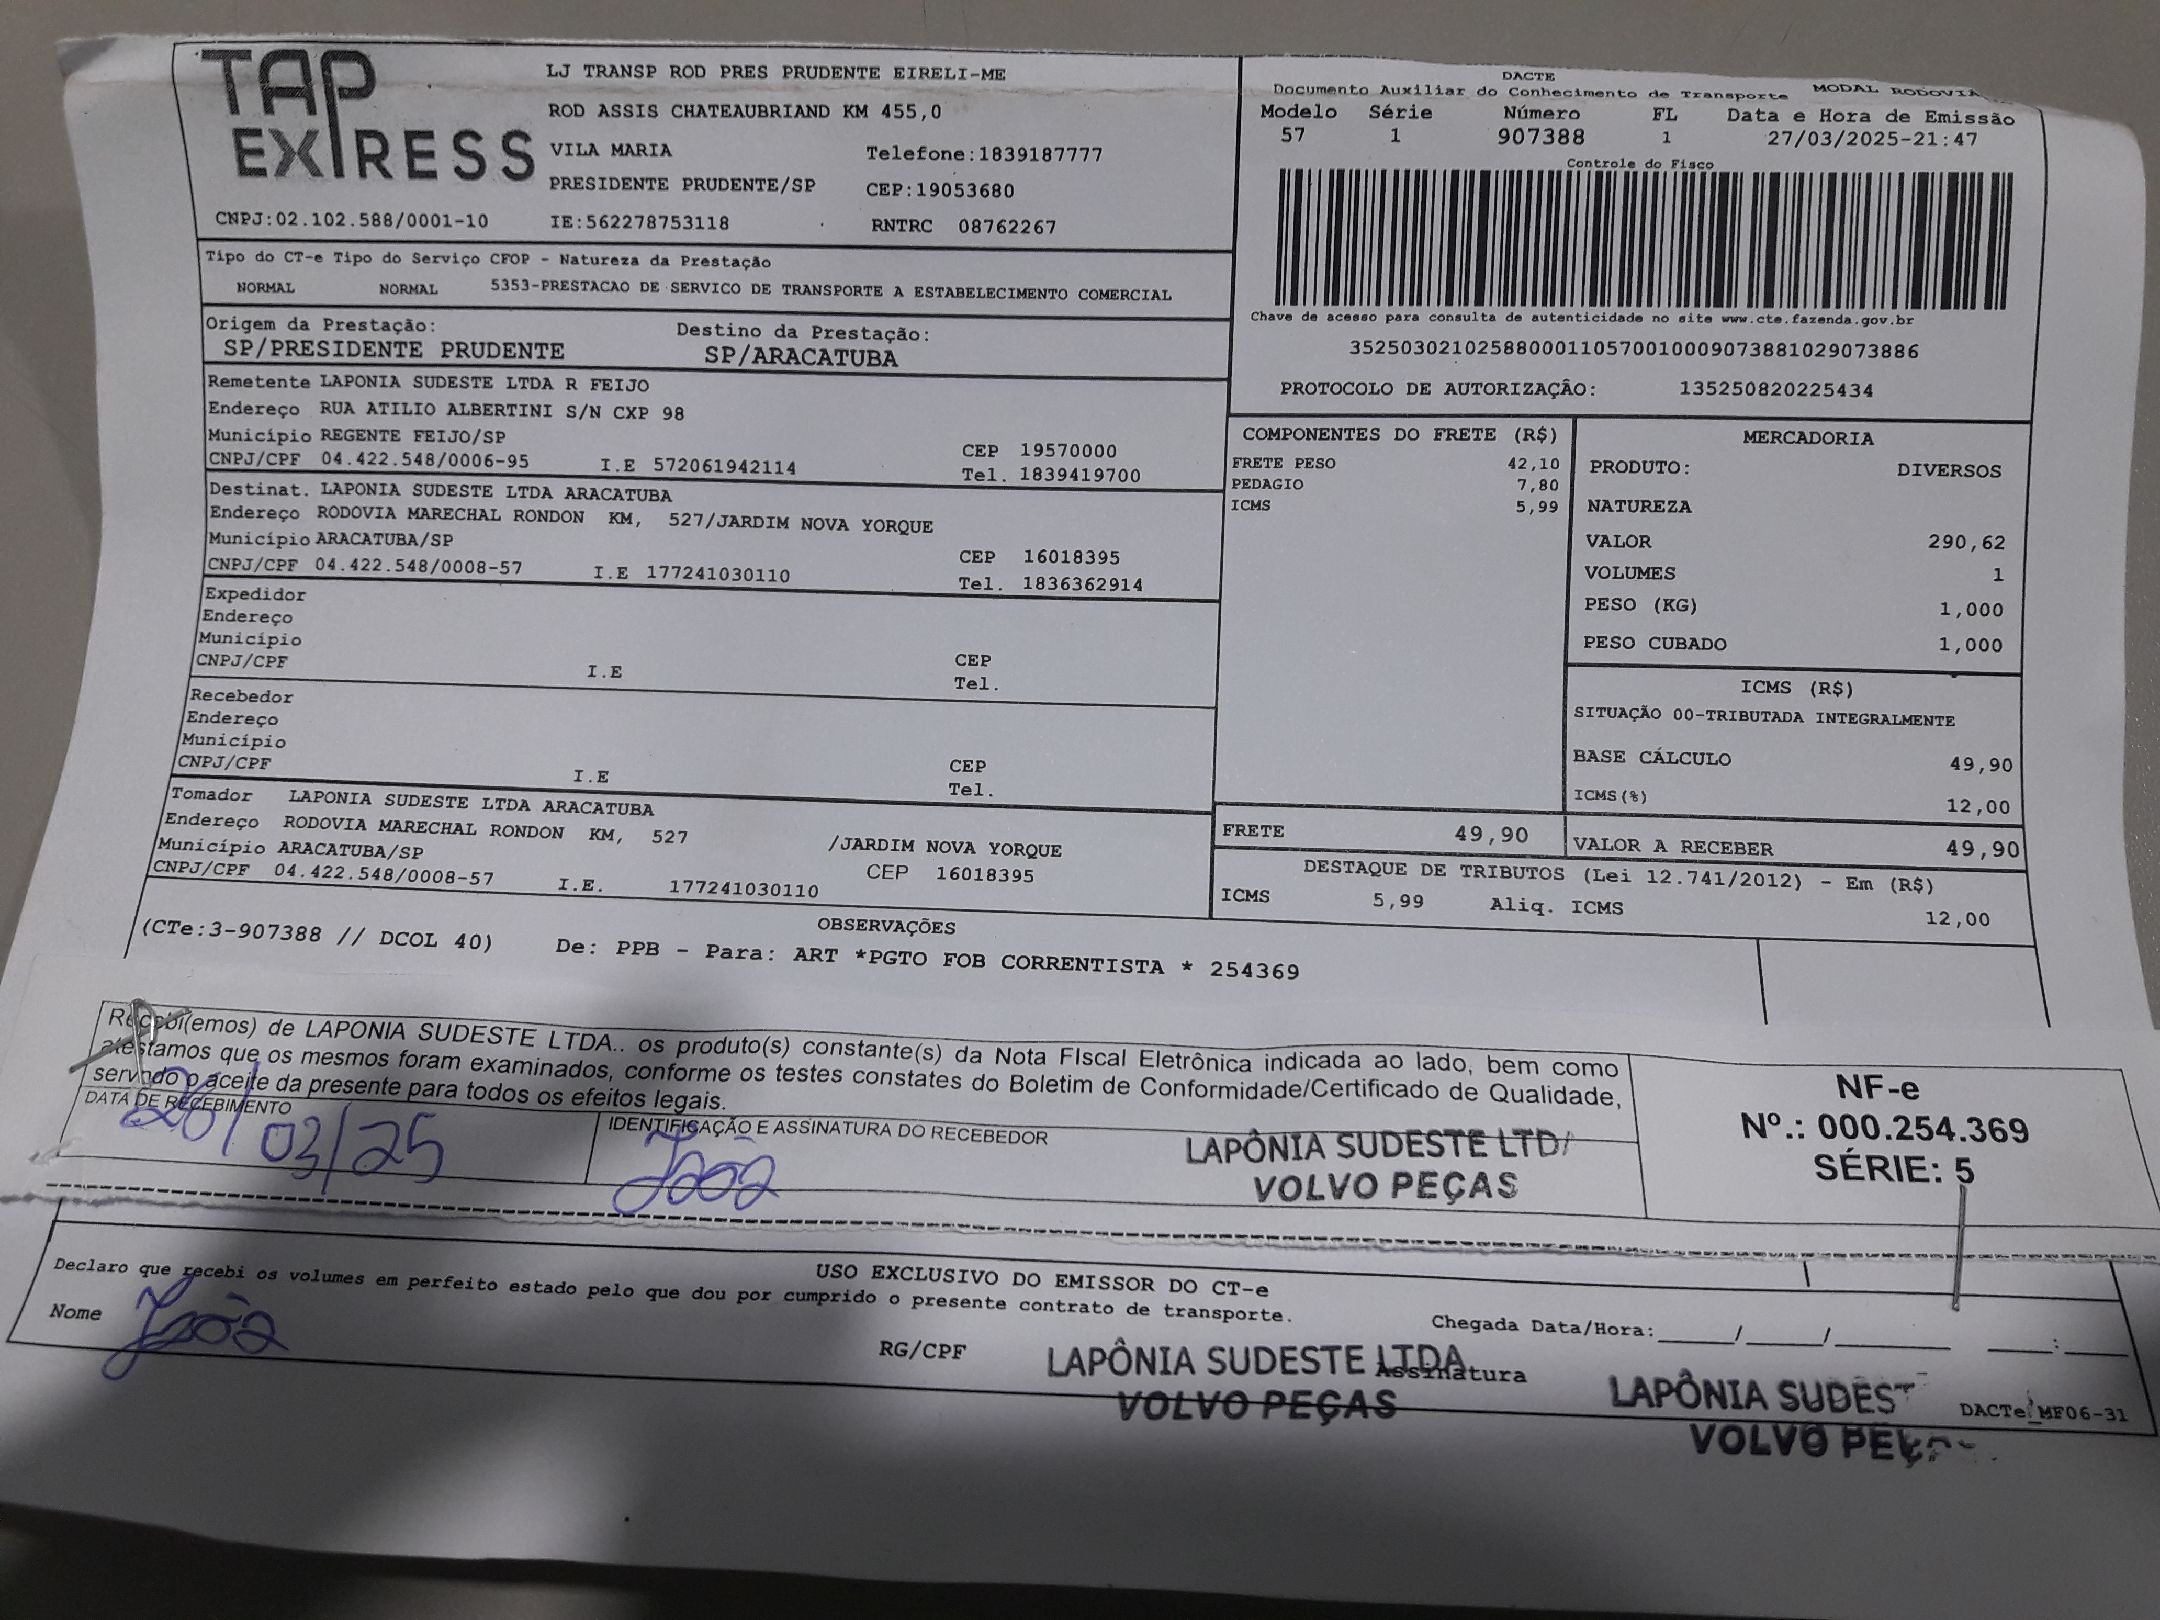 TAP EXPRESS
LJ TRANSP ROD PRES PRUDENTE EIRELI-ME
ROD ASSIS CHATEAUBRIAND KM 455,0
VILA MARIA Telefone:1839187777
PRESIDENTE PRUDENTE/SP CEP:19053680
CNPJ:02.102.588/0001-10 IE:562278753118 RNTRC 08762267
DACTE
Documento Auxiliar do Conhecimento de Transporte MODAL
Modelo Série Número FL Data e Hora de Emissão
57 1 907388 1 27/03/2025-21:47
Controle do Fisco
Chave de acesso para consulta de autenticidade no site www.cte.fazenda.gov.br
35250302102588000110570010009073881029073886
PROTOCOLO DE AUTORIZAÇÃO: 135250820225434
Tipo do CT-e Tipo do Serviço CFOP - Natureza da Prestação
NORMAL NORMAL 5353-PRESTACAO DE SERVICO DE TRANSPORTE A ESTABELECIMENTO COMERCIAL
Origem da Prestação: Destino da Prestação:
SP/PRESIDENTE PRUDENTE SP/ARACATUBA
Remetente LAPONIA SUDESTE LTDA R FEIJO
Endereço RUA ATILIO ALBERTINI S/N CXP 98
Município REGENTE FEIJO/SP CEP 19570000
CNPJ/CPF 04.422.548/0006-95 I.E 572061942114 Tel. 1839419700
Destinat. LAPONIA SUDESTE LTDA ARACATUBA
Endereço RODOVIA MARECHAL RONDON KM, 527/JARDIM NOVA YORQUE
Município ARACATUBA/SP CEP 16018395
CNPJ/CPF 04.422.548/0008-57 I.E 177241030110 Tel. 1836362914
Expedidor
Endereço
Município
CNPJ/CPF I.E CEP
Tel.
Recebedor
Endereço
Município
CNPJ/CPF I.E CEP
Tel.
Tomador LAPONIA SUDESTE LTDA ARACATUBA
Endereço RODOVIA MARECHAL RONDON KM, 527 /JARDIM NOVA YORQUE
Município ARACATUBA/SP CEP 16018395
CNPJ/CPF 04.422.548/0008-57 I.E. 177241030110
COMPONENTES DO FRETE (R$)
FRETE PESO 42,10
PEDAGIO 7,80
ICMS 5,99
MERCADORIA
PRODUTO: DIVERSOS
NATUREZA
VALOR 290,62
VOLUMES 1
PESO (KG) 1,000
PESO CUBADO 1,000
ICMS (R$)
SITUAÇÃO 00-TRIBUTADA INTEGRALMENTE
BASE CÁLCULO 49,90
ICMS(%) 12,00
FRETE 49,90 VALOR A RECEBER 49,90
DESTAQUE DE TRIBUTOS (Lei 12.741/2012) - Em (R$)
ICMS 5,99 Aliq. ICMS 12,00
OBSERVAÇÕES
(CTe:3-907388 // DCOL 40) De: PPB - Para: ART *PGTO FOB CORRENTISTA * 254369
Recebi(emos) de LAPONIA SUDESTE LTDA.. os produto(s) constante(s) da Nota FIscal Eletrônica indicada ao lado, bem como
atestamos que os mesmos foram examinados, conforme os testes constates do Boletim de Conformidade/Certificado de Qualidade,
servindo o aceite da presente para todos os efeitos legais.
DATA DE RECEBIMENTO IDENTIFICAÇÃO E ASSINATURA DO RECEBEDOR
28/03/25 João
LAPÔNIA SUDESTE LTD
VOLVO PEÇAS
NF-e
Nº.: 000.254.369
SÉRIE: 5
USO EXCLUSIVO DO EMISSOR DO CT-e
Declaro que recebi os volumes em perfeito estado pelo que dou por cumprido o presente contrato de transporte.
Nome João RG/CPF Assinatura Chegada Data/Hora:_____/_____/_______ ____:____
LAPÔNIA SUDESTE LTDA
VOLVO PEÇAS
LAPÔNIA SUDEST
VOLVO PEÇ
DACTe_MF06-31